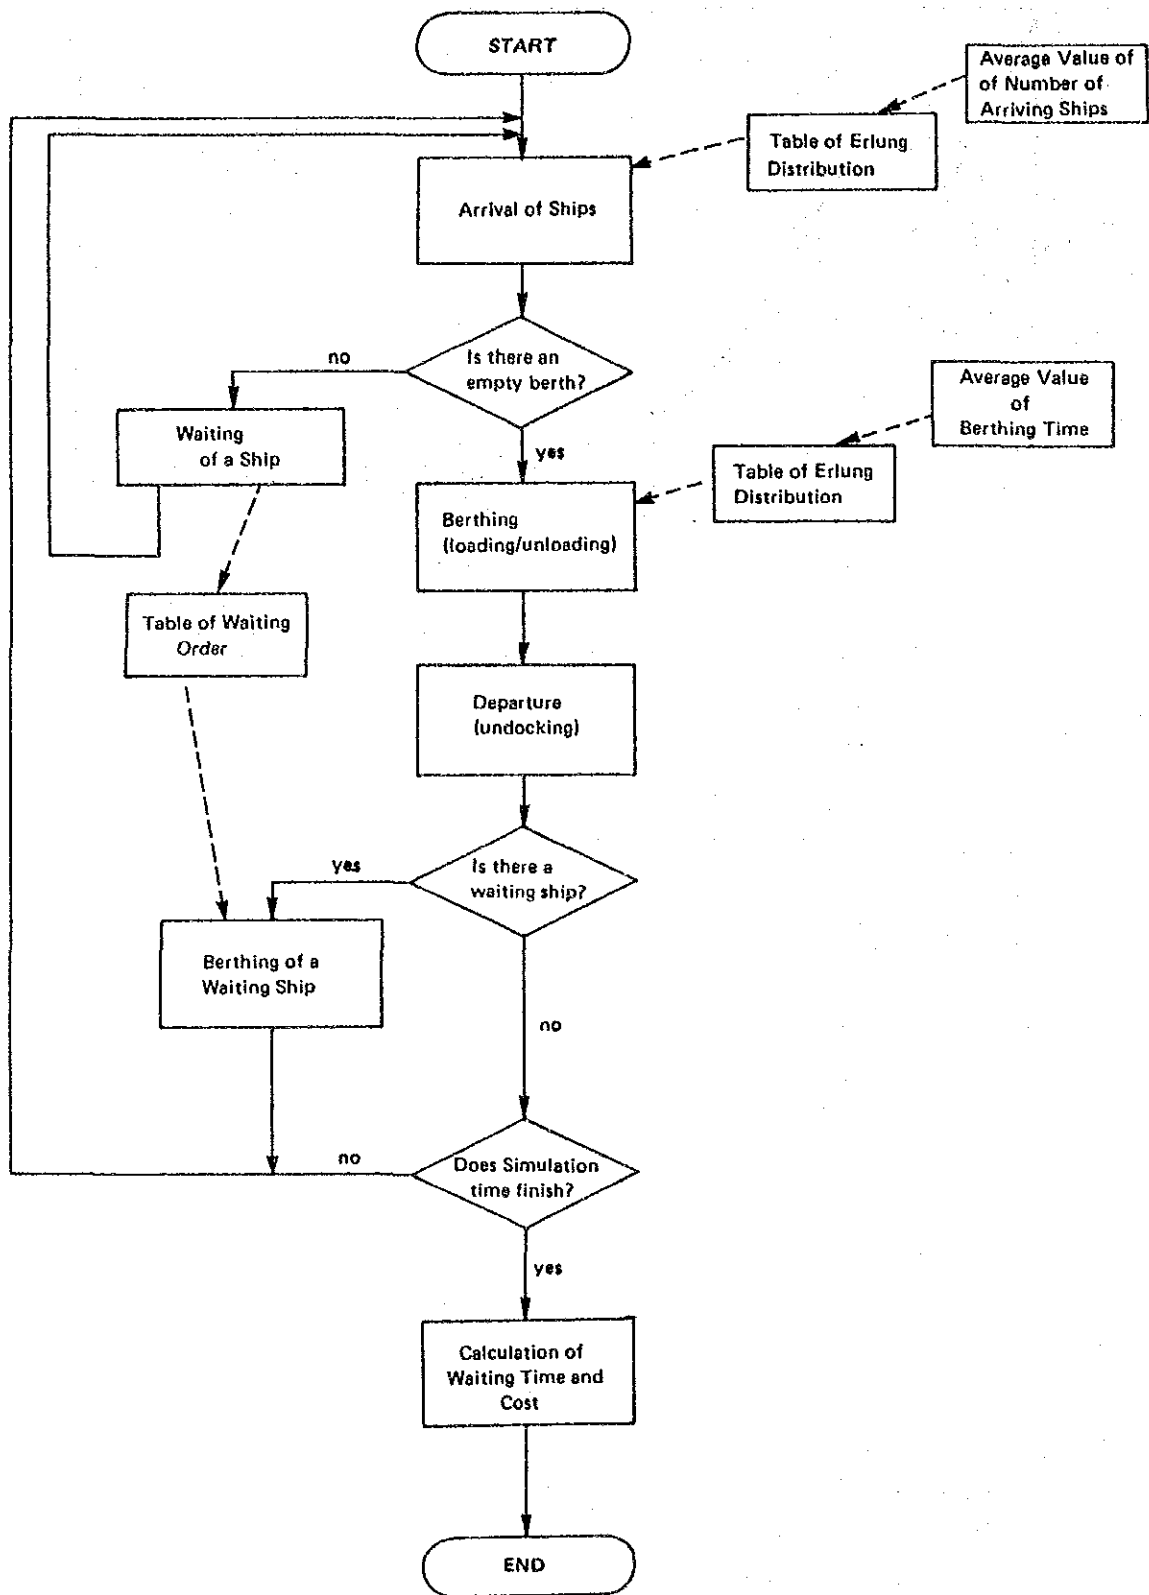 START
Average Value of
of Number of
Arriving Ships
Table of Erlung
Distribution
Arrival of Ships
no
Is there an
empty berth?
Average Value
of
Berthing Time
Waiting
of a Ship
yes
Table of Erlung
Distribution
Berthing
(loading/unloading)
Table of Waiting
Order
Departure
(undocking)
yes
Is there a
waiting ship?
Berthing of a
Waiting Ship
no
no
Does Simulation
time finish?
yes
Calculation of
Waiting Time and
Cost
END